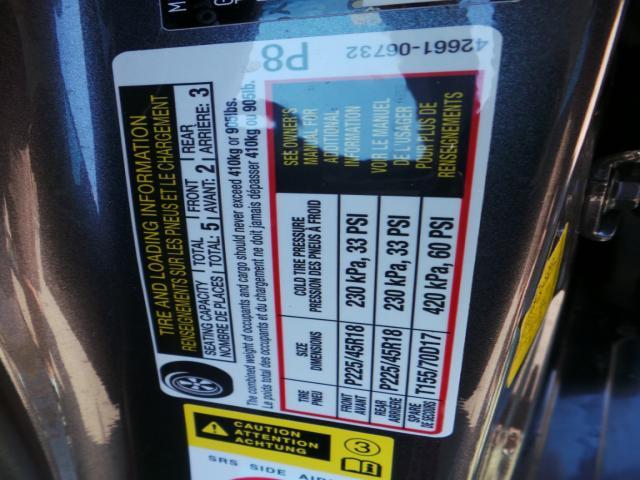 TIRE AND LOADING INFORMATION
RENSEIGNEMENTS SUR LES PNEUS ET LE CHARGEMENT
SEATING CAPACITY TOTAL 5 FRONT 2 REAR 3
NOMBRE DE PLACES TOTAL: AVANT: ARRIÈRE:
The combined weight of occupants and cargo should never exceed 410kg or 905lbs.
Le poids total des occupants et du chargement ne doit jamais dépasser 410kg ou 905lb.
TIRE SIZE COLD TIRE PRESSURE
PNEU DIMENSIONS PRESSION DES PNEUS À FROID
FRONT AVANT P225/45R18 230 kPa, 33 PSI
REAR ARRIÈRE P225/45R18 230 kPa, 33 PSI
SPARE DE SECOURS T155/70D17 420 kPa, 60 PSI
SEE OWNER'S
MANUAL FOR
ADDITIONAL
INFORMATION
VOIR LE MANUEL
DE L'USAGER
POUR PLUS DE
RENSEIGNEMENTS
P8
42661-06732
CAUTION
ATTENTION
ACHTUNG
3
SRS SIDE